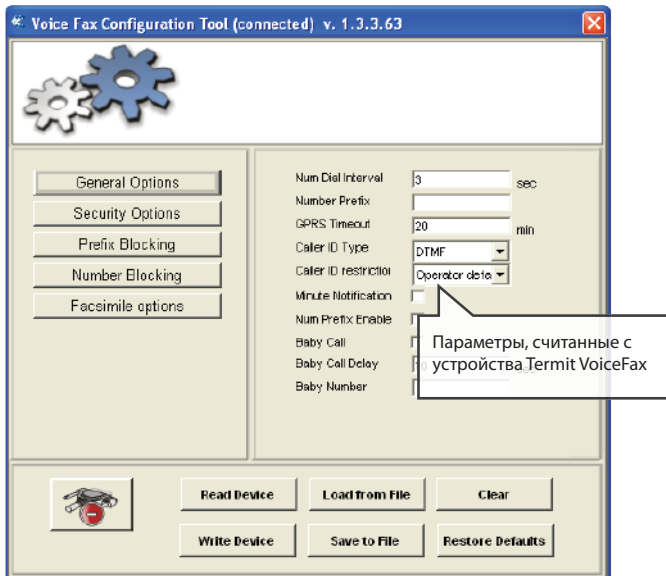 Voice Fax Configuration Tool (connected) v. 1.3.3.63
General Options
Security Options
Prefix Blocking
Number Blocking
Facsimile options
Num Dial Interval 3 sec
Number Prefix
GPRS Timeout 20 min
Caller ID Type DTMF
Caller ID restriction Operator defa
Minute Notification
Num Prefix Enable
Baby Call
Baby Call Delay 0
Baby Number
Параметры, считанные с
устройства Termit VoiceFax
Read Device Load from File Clear
Write Device Save to File Restore Defaults